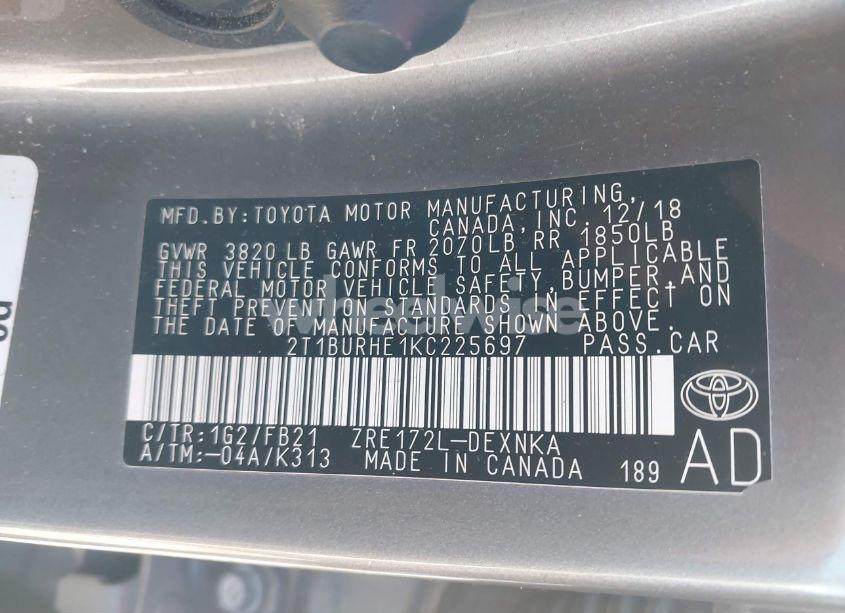 MFD.BY:TOYOTA MOTOR MANUFACTURING,
CANADA,INC. 12/18
GVWR 3820 LB GAWR FR 2070LB RR 1850LB
THIS VEHICLE CONFORMS TO ALL APPLICABLE
FEDERAL MOTOR VEHICLE SAFETY,BUMPER,AND
THEFT PREVENTION STANDARDS IN EFFECT ON
THE DATE OF MANUFACTURE SHOWN ABOVE.
2T1BURHE1KC225697 PASS.CAR
C/TR:1G2/FB21 ZRE172L-DEXNKA
A/TM:-04A/K313 MADE IN CANADA 189 AD
wheelwise